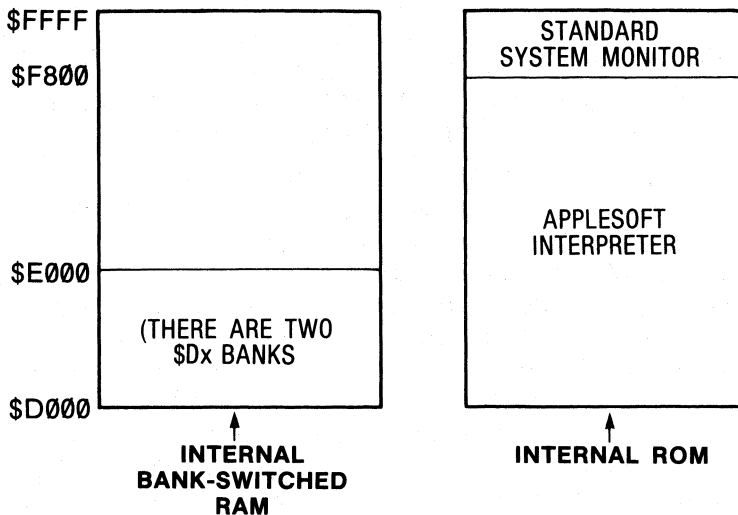 $FFFF
$F800
$E000
$D000
(THERE ARE TWO
$Dx BANKS
INTERNAL
BANK-SWITCHED
RAM
STANDARD
SYSTEM MONITOR
APPLESOFT
INTERPRETER
INTERNAL ROM